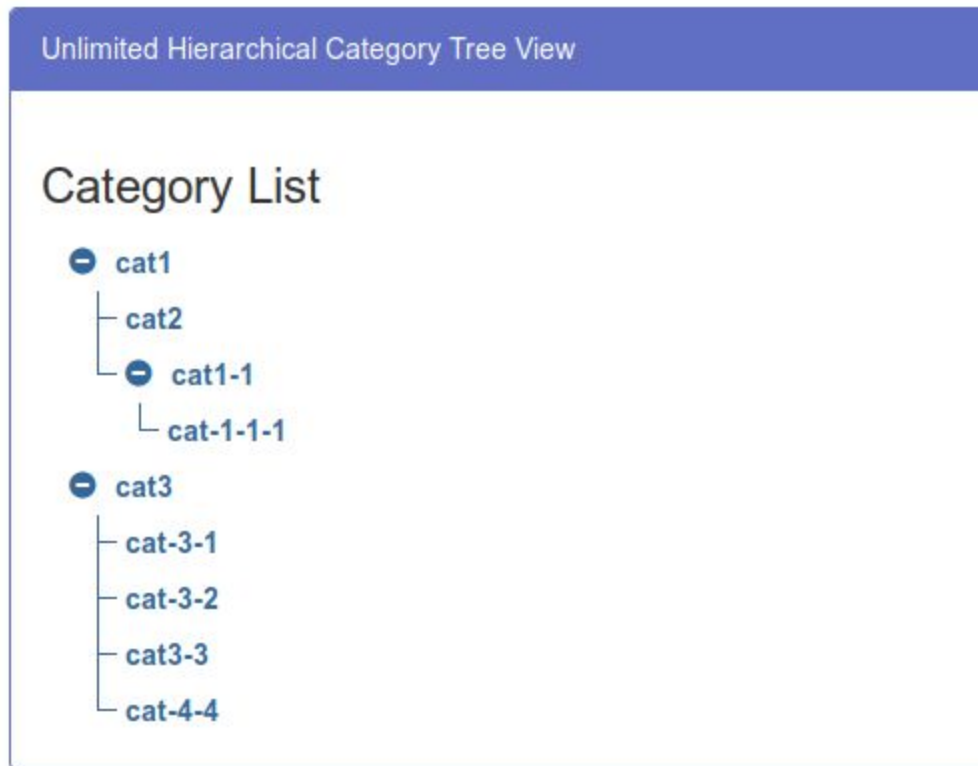 Unlimited Hierarchical Category Tree View
Category List
cat1
cat2
cat1-1
cat-1-1-1
cat3
cat-3-1
cat-3-2
cat3-3
cat-4-4